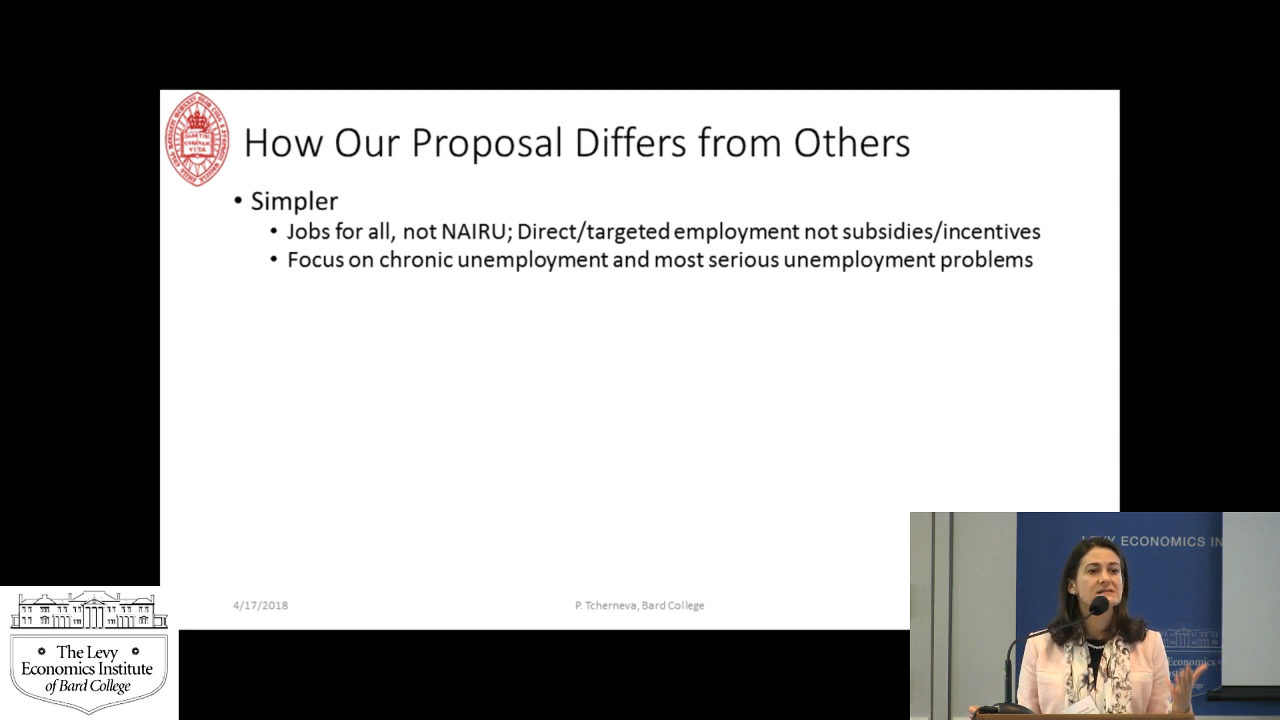 How Our Proposal Differs from Others
• Simpler
• Jobs for all, not NAIRU; Direct/targeted employment not subsidies/incentives
• Focus on chronic unemployment and most serious unemployment problems
4/17/2018
P. Tcherneva, Bard College
LEVY ECONOMICS IN
Economics
The Levy
Economics Institute
of Bard College